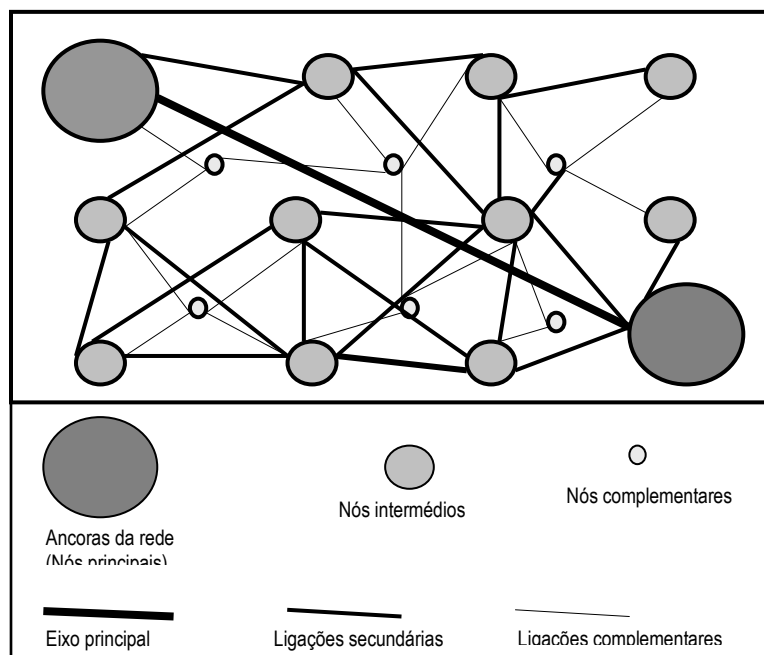 Ancoras da rede
(Nós principais)
Nós intermédios
Nós complementares
Eixo principal
Ligações secundárias
Ligações complementares